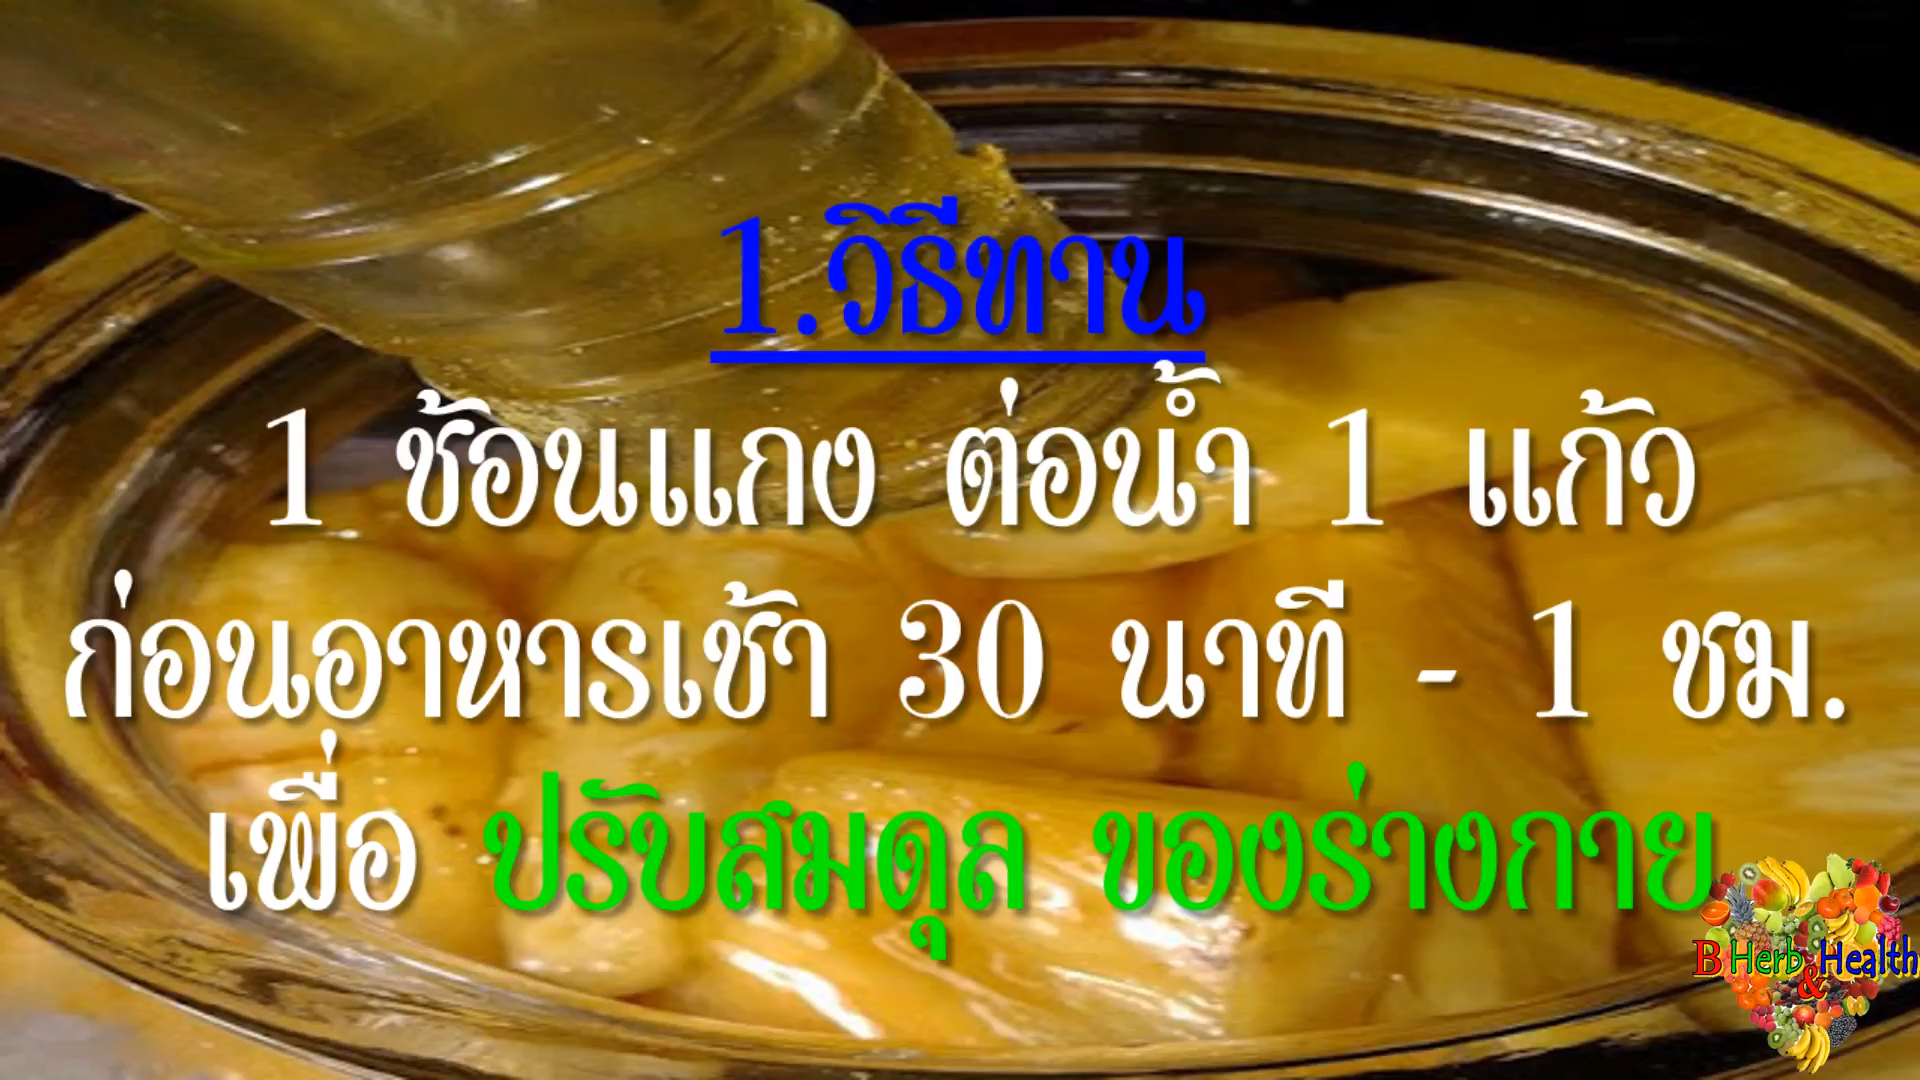 1.วิธีทาน
1 ช้อนแกง ต่อน้ำ 1 แก้ว
ก่อนอาหารเช้า 30 นาที - 1 ชม.
เพื่อ ปรับสมดุล ของร่างกาย
B Herb & Health